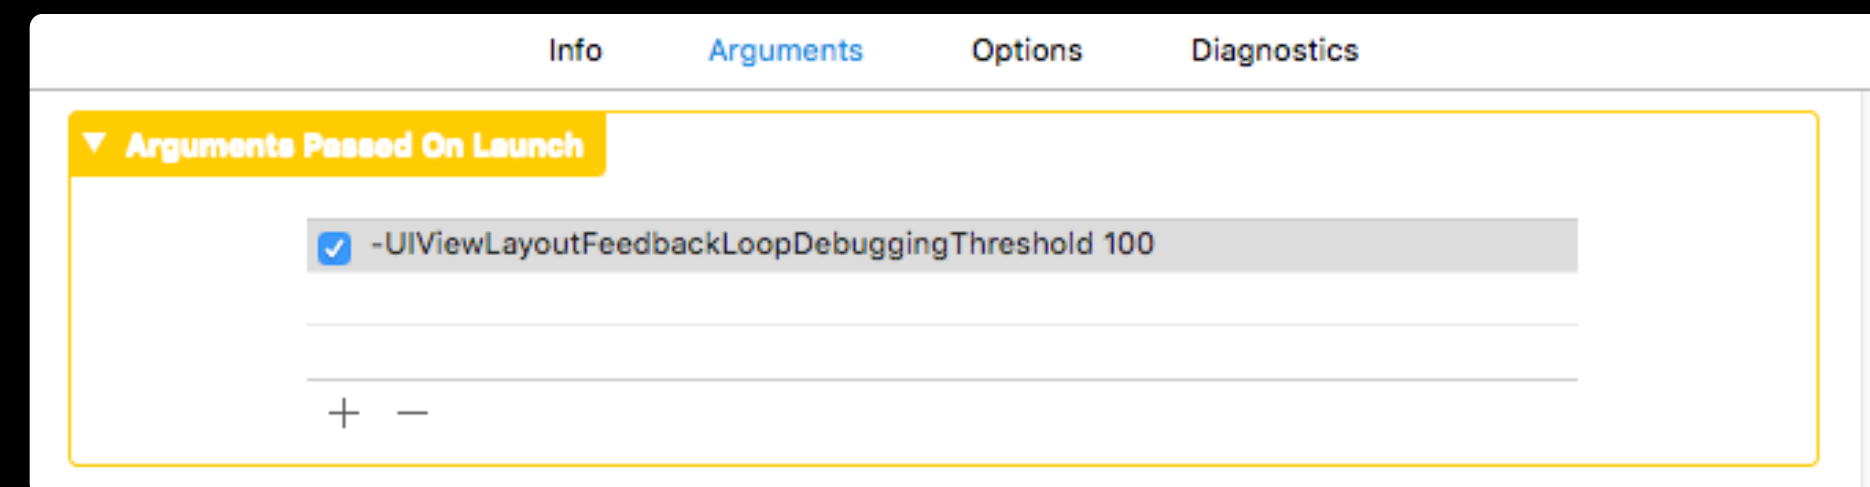 Info Arguments Options Diagnostics
Arguments Passed On Launch
-UIViewLayoutFeedbackLoopDebuggingThreshold 100